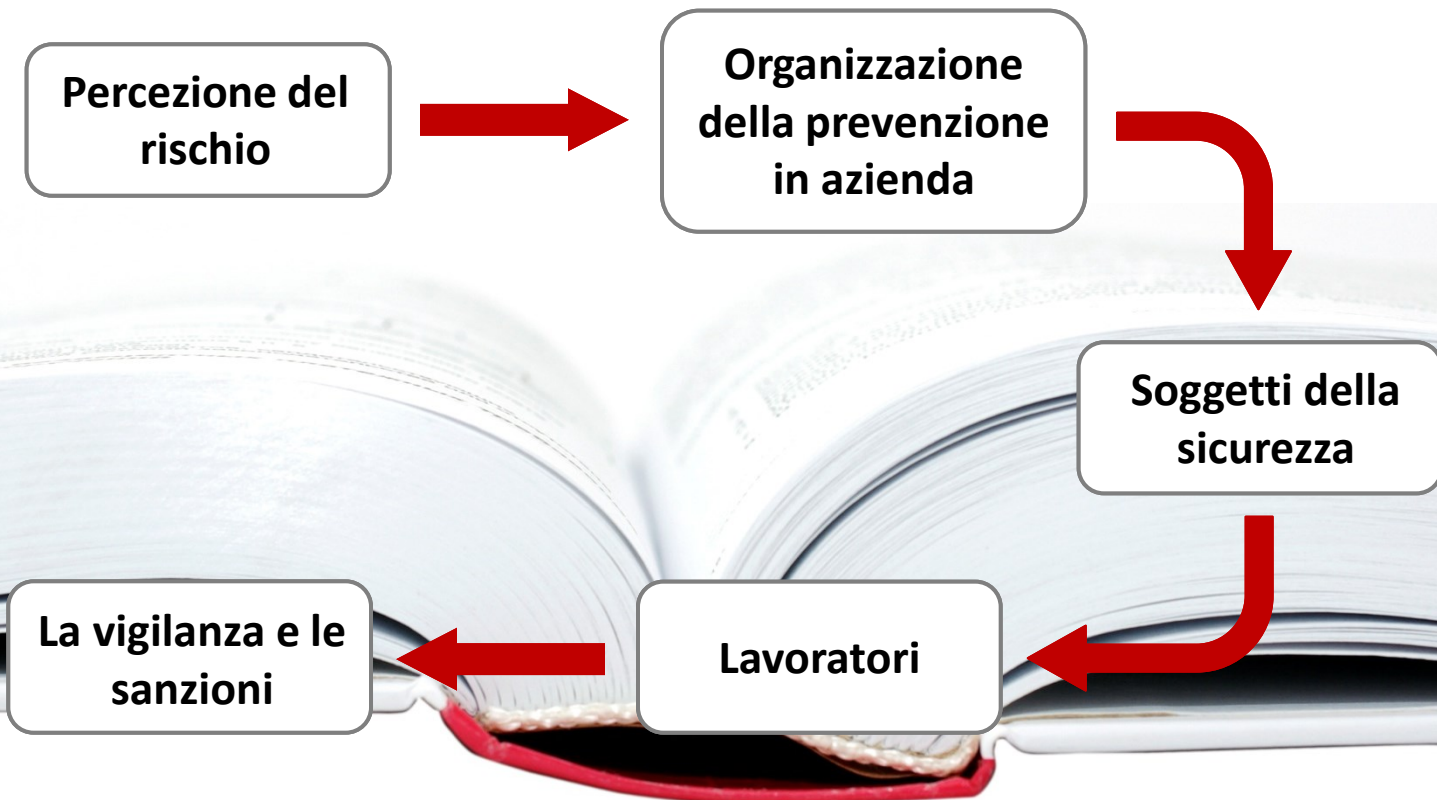 Percezione del
rischio
Organizzazione
della prevenzione
in azienda
Soggetti della
sicurezza
Lavoratori
La vigilanza e le
sanzioni